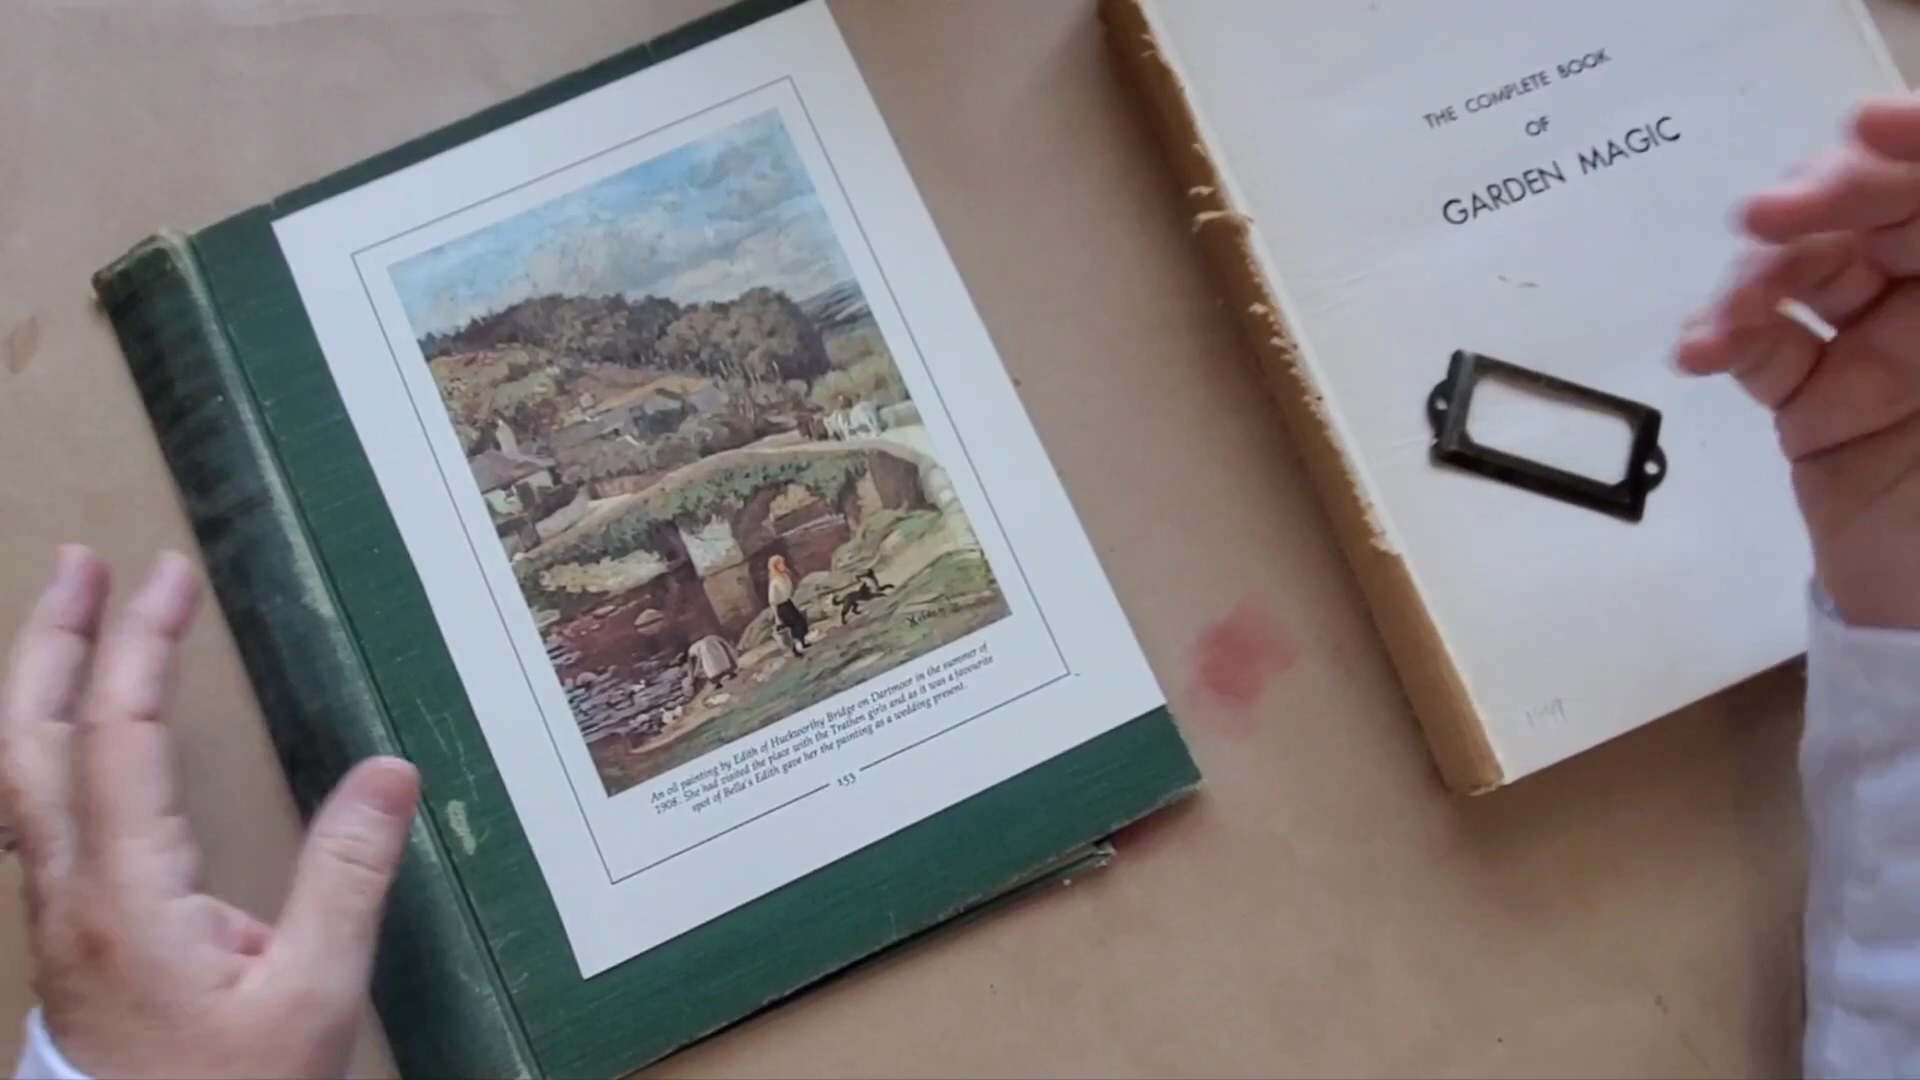 An oil painting by Edith of Huckworthy Bridge on Dartmoor in the summer of
1908. She had visited the place with the Trathen girls and as it was a favourite
spot of Bella's Edith gave her the painting as a wedding present.
153
THE COMPLETE BOOK
OF
GARDEN MAGIC